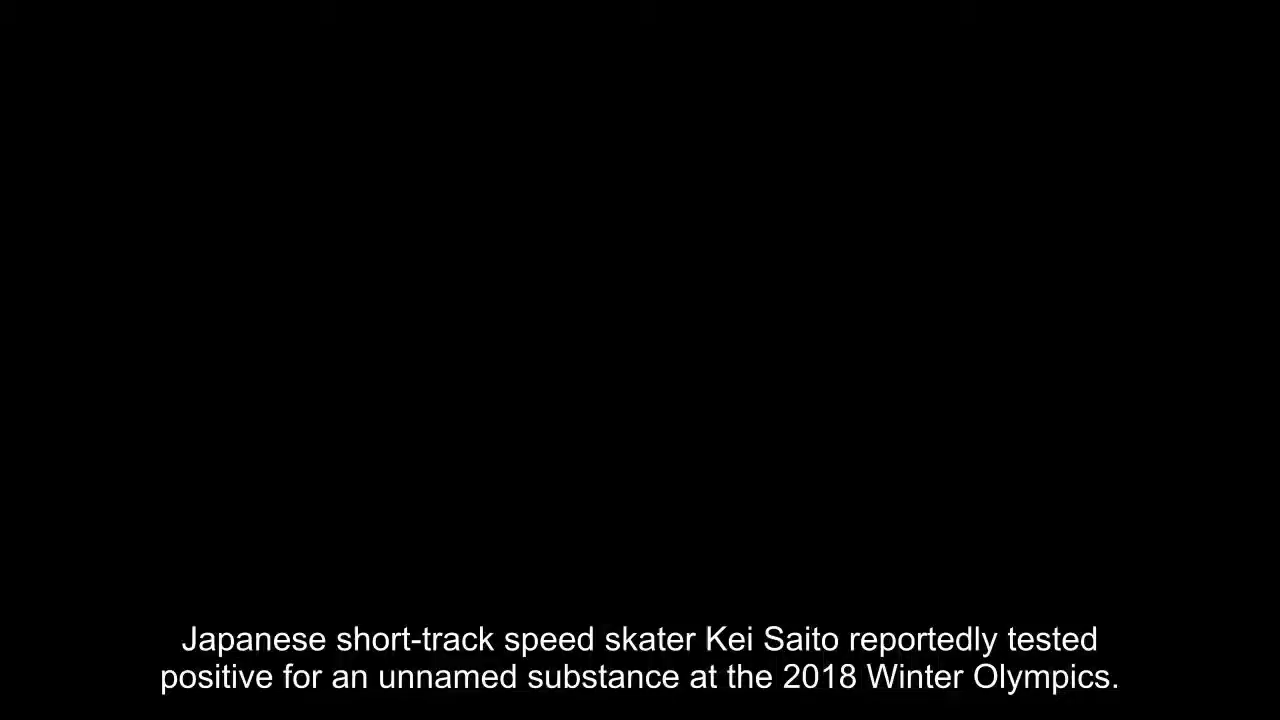 Japanese short-track speed skater Kei Saito reportedly tested
positive for an unnamed substance at the 2018 Winter Olympics.